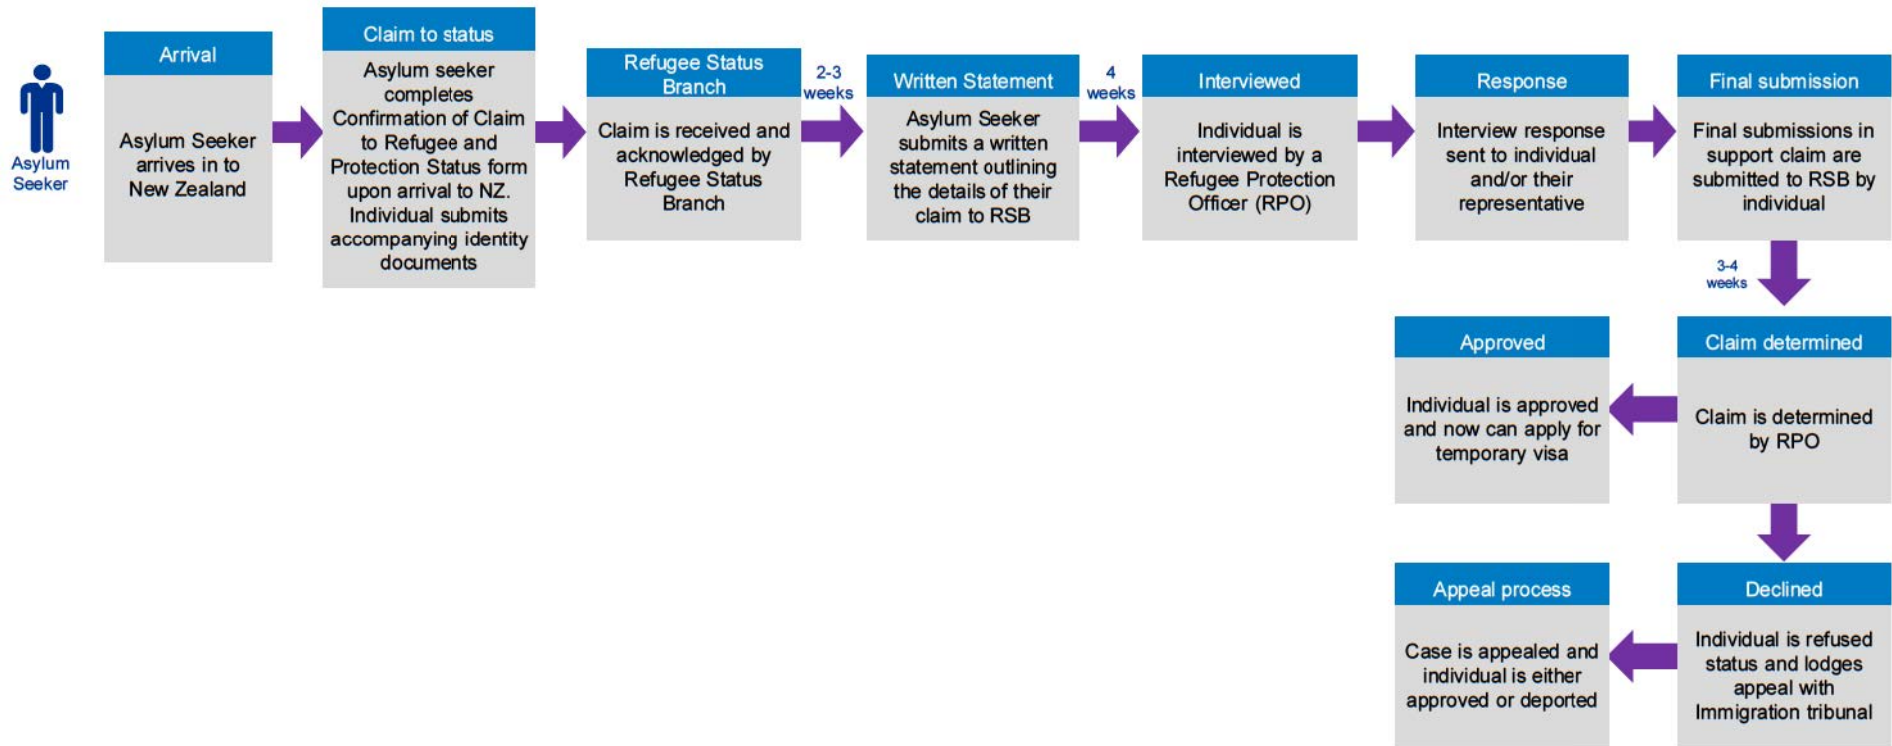 Asylum
Seeker
Arrival
Asylum Seeker
arrives in to
New Zealand
Claim to status
Asylum seeker
completes
Confirmation of Claim
to Refugee and
Protection Status form
upon arrival to NZ.
Individual submits
accompanying identity
documents
Refugee Status
Branch
Claim is received and
acknowledged by
Refugee Status
Branch
2-3
weeks
Written Statement
Asylum Seeker
submits a written
statement outlining
the details of their
claim to RSB
4
weeks
Interviewed
Individual is
interviewed by a
Refugee Protection
Officer (RPO)
Response
Interview response
sent to individual
and/or their
representative
Final submission
Final submissions in
support claim are
submitted to RSB by
individual
3-4
weeks
Claim determined
Claim is determined
by RPO
Approved
Individual is approved
and now can apply for
temporary visa
Declined
Individual is refused
status and lodges
appeal with
Immigration tribunal
Appeal process
Case is appealed and
individual is either
approved or deported